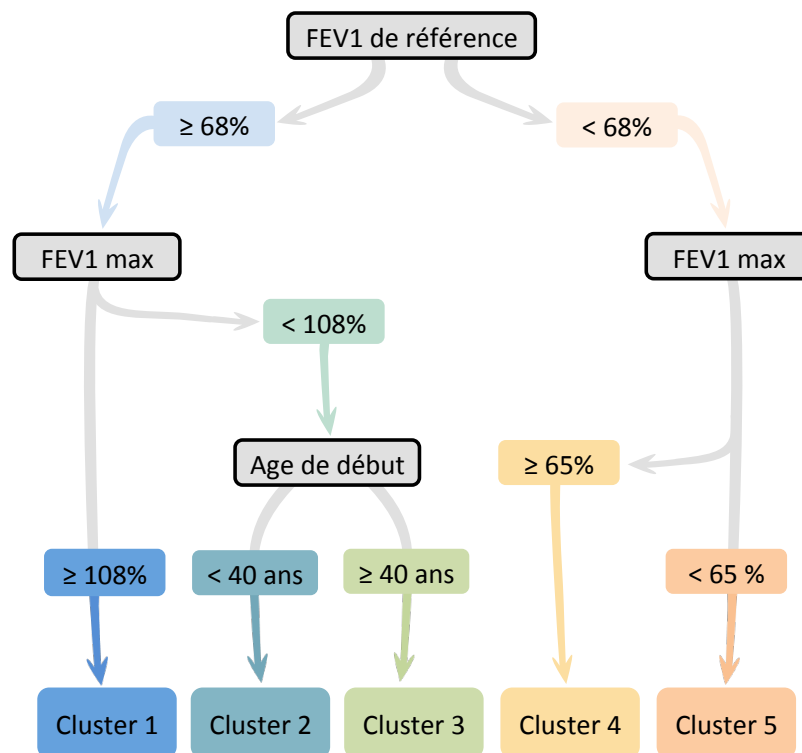 FEV1 de référence
≥ 68%
< 68%
FEV1 max
FEV1 max
< 108%
Age de début
≥ 65%
≥ 108%
< 40 ans
≥ 40 ans
< 65 %
Cluster 1
Cluster 2
Cluster 3
Cluster 4
Cluster 5